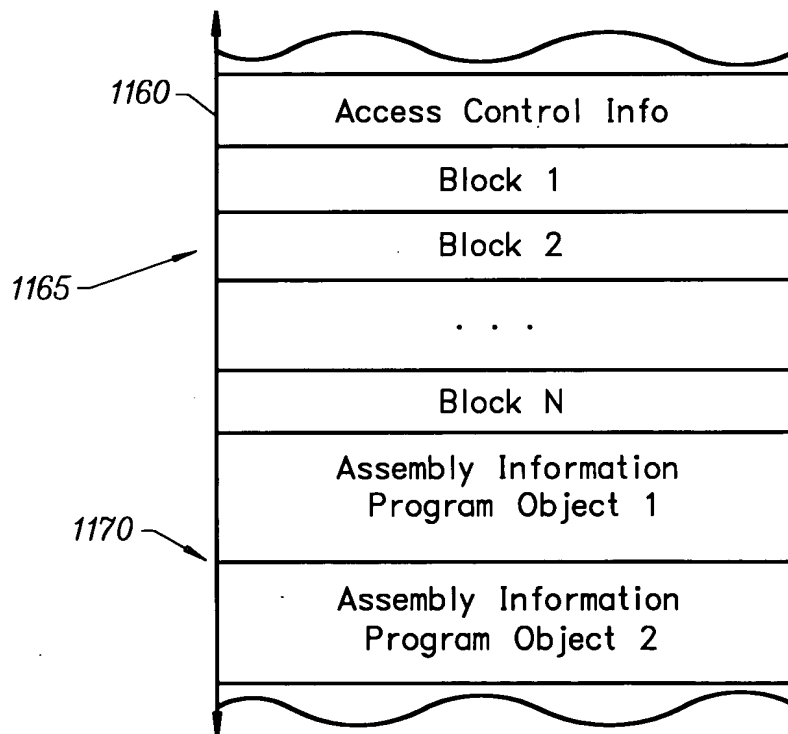 1160
Access Control Info
Block 1
Block 2
1165
. . .
Block N
Assembly Information
Program Object 1
1170
Assembly Information
Program Object 2